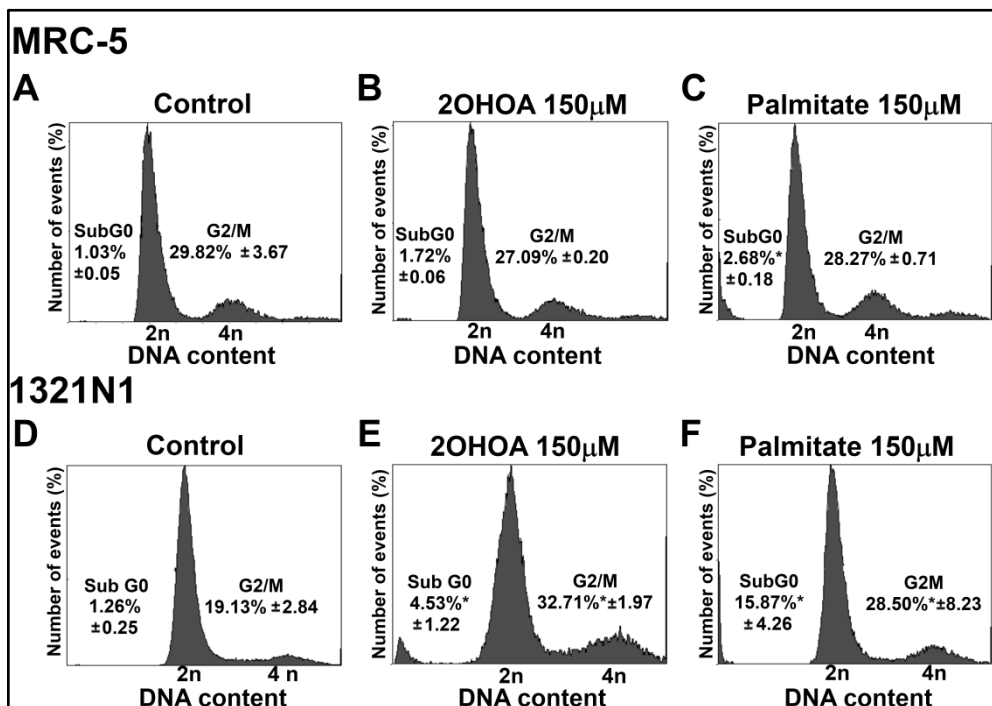 MRC-5
A
Control
Number of events (%)
SubG0
1.03%
±0.05
G2/M
29.82% ±3.67
2n
4n
DNA content
B
2OHOA 150µM
Number of events (%)
SubG0
1.72%
±0.06
G2/M
27.09% ±0.20
2n
4n
DNA content
C
Palmitate 150µM
Number of events (%)
SubG0
2.68%*
±0.18
G2/M
28.27% ±0.71
2n
4n
DNA content
1321N1
D
Control
Number of events (%)
Sub G0
1.26%
±0.25
G2/M
19.13% ±2.84
2n
4 n
DNA content
E
2OHOA 150µM
Number of events (%)
Sub G0
4.53%*
±1.22
G2/M
32.71%*±1.97
2n
4n
DNA content
F
Palmitate 150µM
Number of events (%)
SubG0
15.87%*
± 4.26
G2M
28.50%*±8.23
2n
4n
DNA content